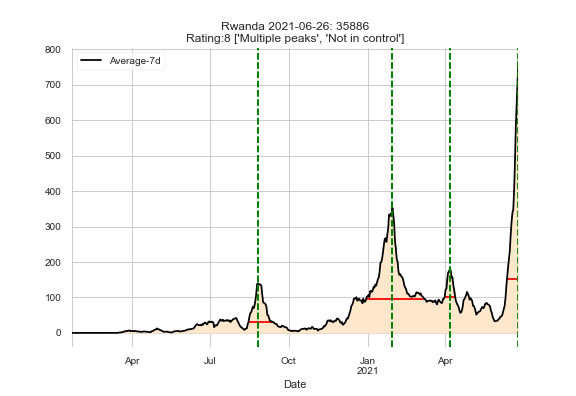 Rwanda 2021-06-26: 35886
Rating:8 ['Multiple peaks', 'Not in control']
Average-7d
800
700
600
500
400
300
200
100
0
Apr Jul Oct Jan Apr
2021
Date